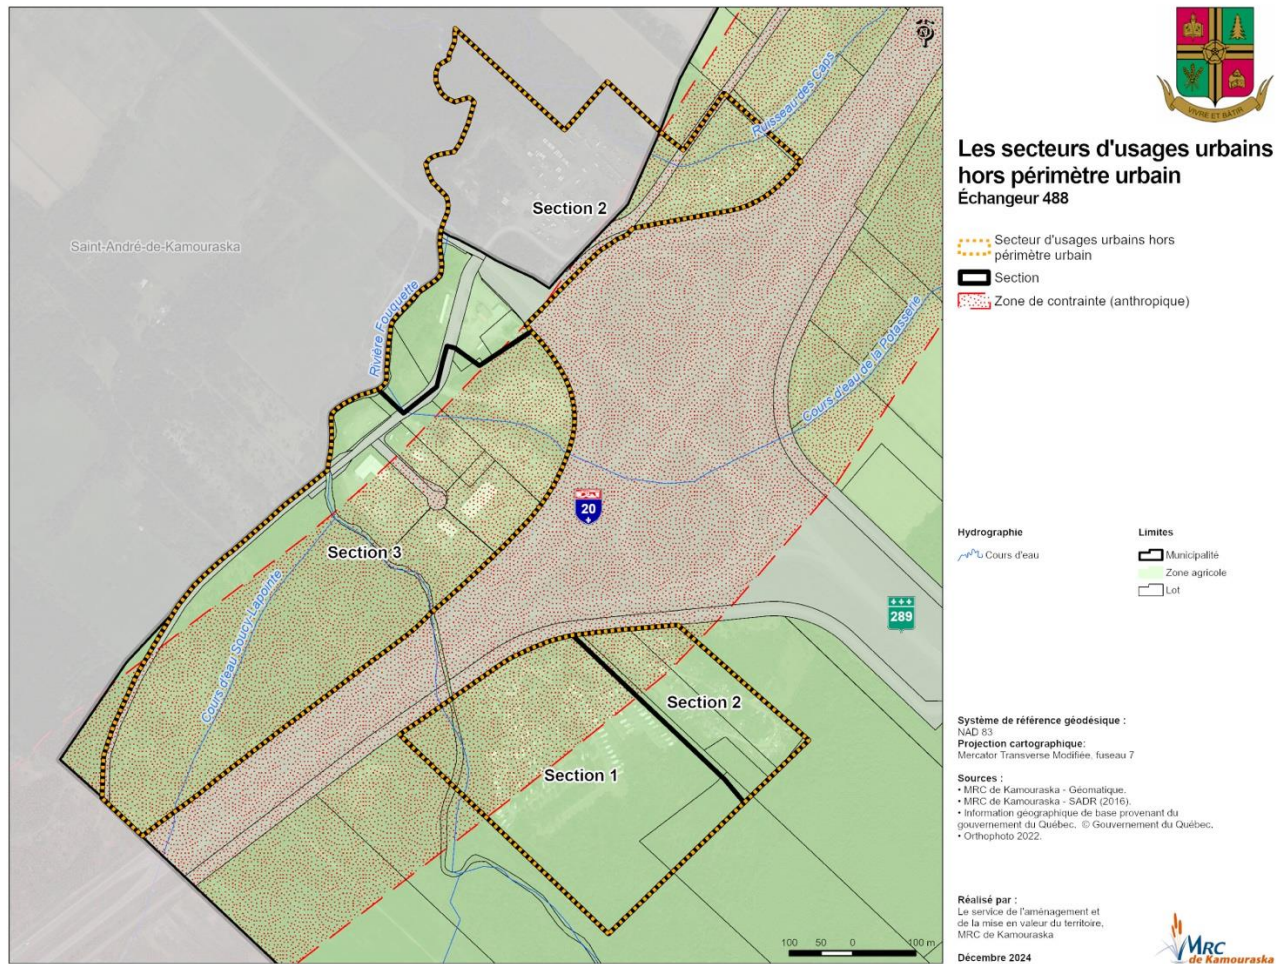 VIVRE ET BÂTIR
Les secteurs d'usages urbains
hors périmètre urbain
Échangeur 488
Secteur d'usages urbains hors
périmètre urbain
Section
Zone de contrainte (anthropique)
Ruisseau des Caps
Section 2
Saint-André-de-Kamouraska
Rivière Fouquette
Cours d'eau de la Potasserie
20
Section 3
Cours d'eau Soucy-Lapointe
289
Section 2
Section 1
Hydrographie
Cours d'eau
Limites
Municipalité
Zone agricole
Lot
Système de référence géodésique :
NAD 83
Projection cartographique:
Mercator Transverse Modifiée, fuseau 7
Sources :
• MRC de Kamouraska - Géomatique.
• MRC de Kamouraska - SADR (2016).
• Information géographique de base provenant du
gouvernement du Québec, © Gouvernement du Québec.
• Orthophoto 2022.
Réalisé par :
Le service de l'aménagement et
de la mise en valeur du territoire,
MRC de Kamouraska
Décembre 2024
100 50 0 100 m
MRC
de Kamouraska